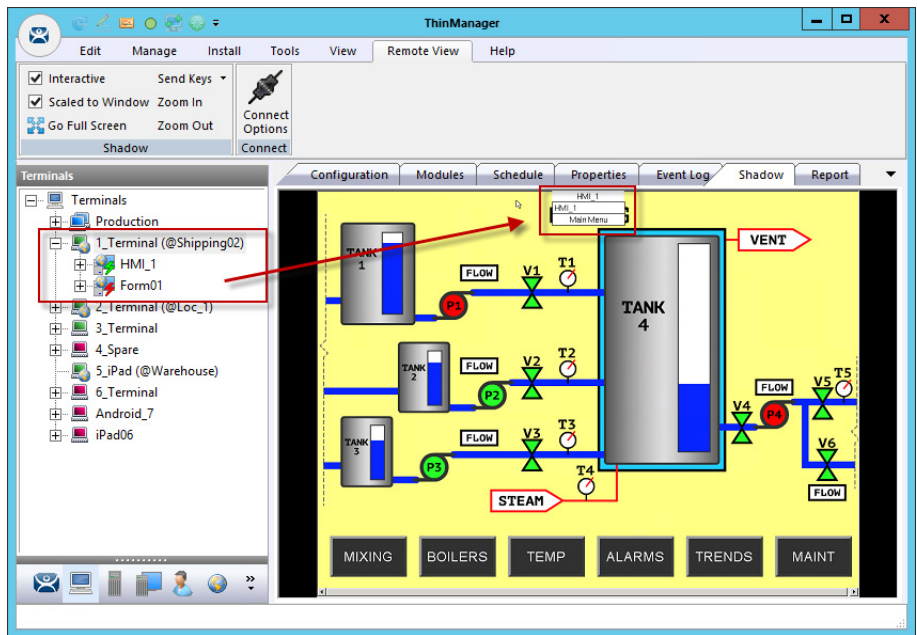 ThinManager
Edit Manage Install Tools View Remote View Help
Interactive Send Keys
Scaled to Window Zoom In
Go Full Screen Zoom Out
Shadow
Connect Options
Connect
Terminals
Terminals
Production
1_Terminal (@Shipping02)
HMI_1
Form01
2_Terminal (@Loc_1)
3_Terminal
4_Spare
5_iPad (@Warehouse)
6_Terminal
Android_7
iPad06
Configuration Modules Schedule Properties Event Log Shadow Report
HMI_1
HMI_1
Main Menu
VENT
TANK 1
FLOW
V1
T1
P1
TANK 4
TANK 2
FLOW
V2
T2
P2
TANK 3
FLOW
V3
T3
P3
T4
STEAM
V4
FLOW
P4
V5
T5
V6
FLOW
MIXING BOILERS TEMP ALARMS TRENDS MAINT